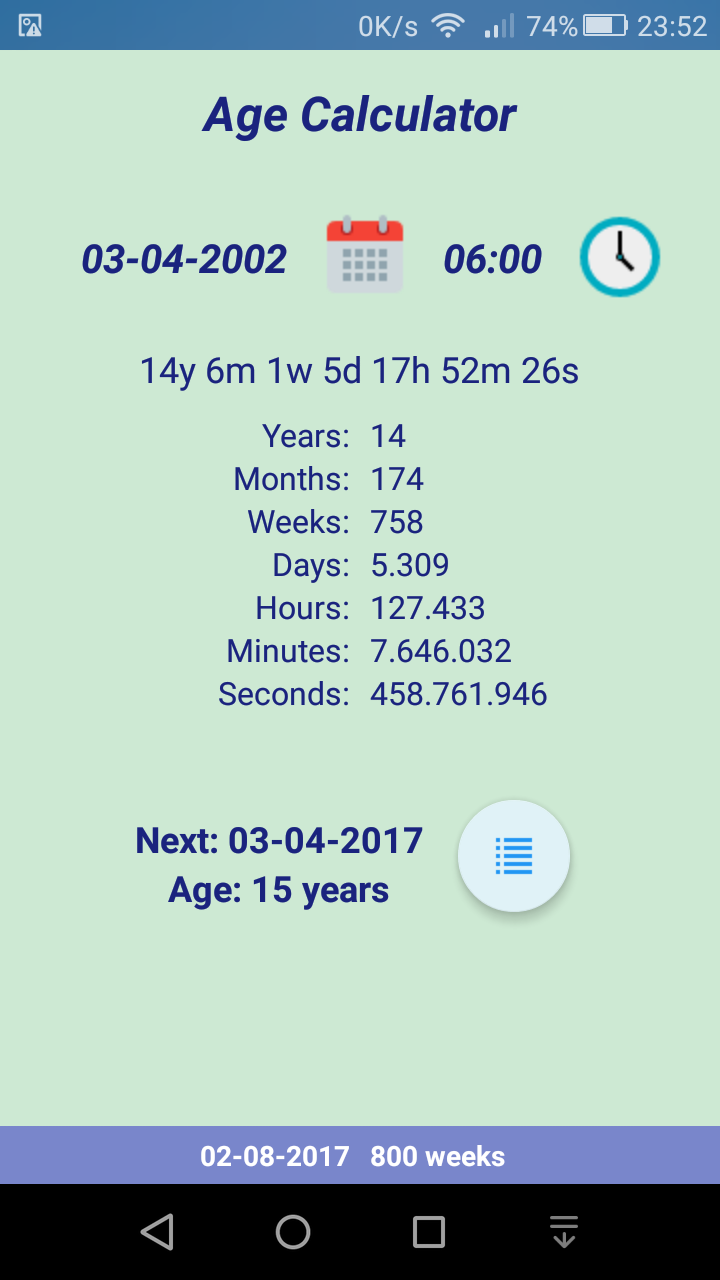 0K/s 74% 23:52
Age Calculator
03-04-2002 06:00
14y 6m 1w 5d 17h 52m 26s
Years: 14
Months: 174
Weeks: 758
Days: 5.309
Hours: 127.433
Minutes: 7.646.032
Seconds: 458.761.946
Next: 03-04-2017
Age: 15 years
02-08-2017 800 weeks